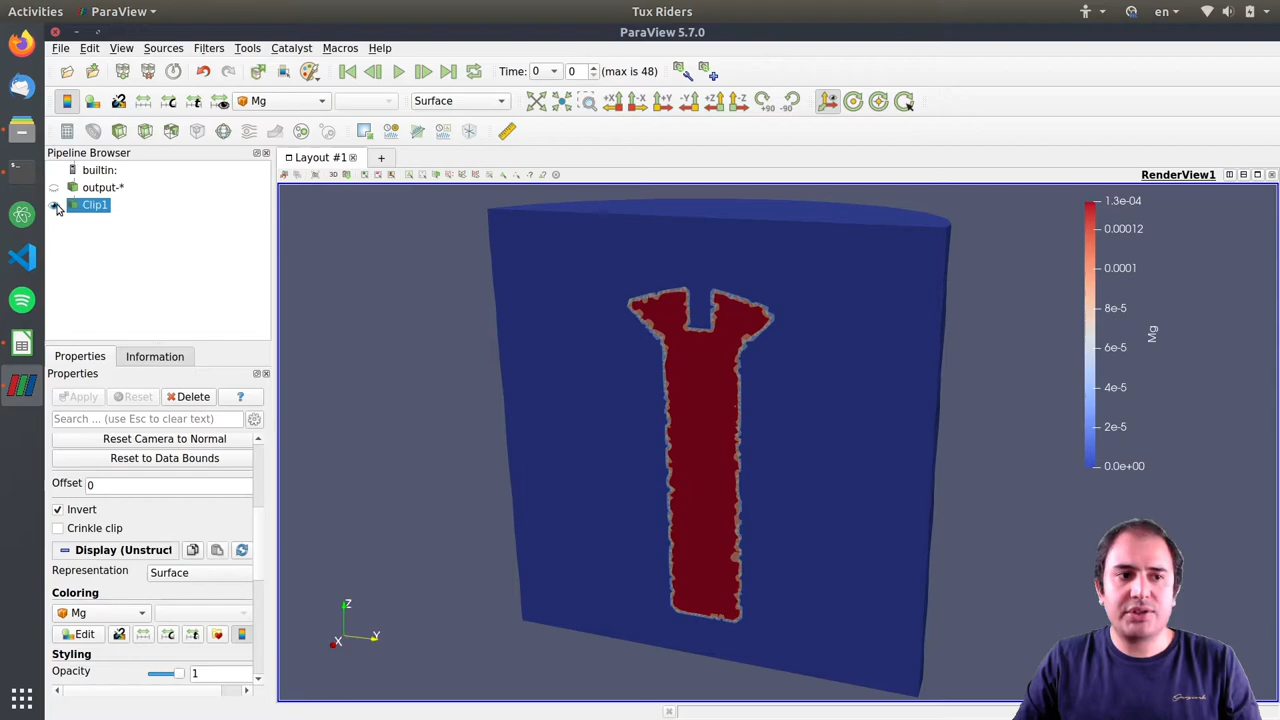 Activities
ParaView
Tux Riders
en
ParaView 5.7.0
File Edit View Sources Filters Tools Catalyst Macros Help
Time: 0 0 (max is 48)
Mg Surface +X -X +Y -Y +Z -Z +90 -90
Pipeline Browser
Layout #1
+
builtin:
3D
RenderView1
output-*
Clip1
1.3e-04
0.00012
0.0001
8e-5
6e-5
4e-5
2e-5
0.0e+00
Mg
Properties Information
Properties
Apply Reset Delete ?
Search ... (use Esc to clear text)
Reset Camera to Normal
Reset to Data Bounds
Offset 0
Invert
Crinkle clip
Display (Unstruct
Representation Surface
Coloring
Mg
Edit
Styling
Opacity 1
Z
Y
X